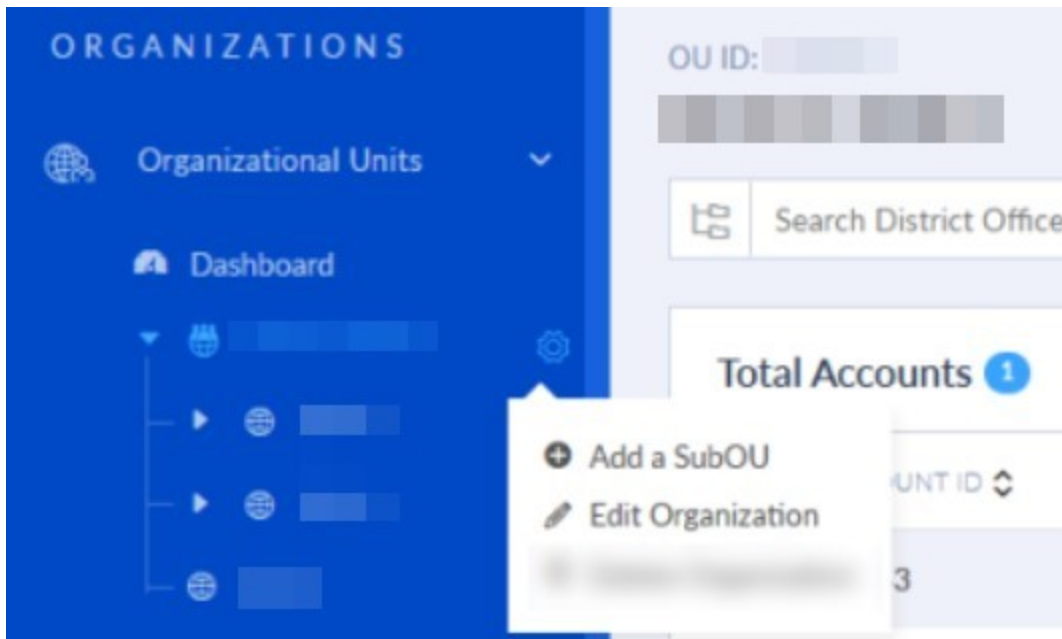 ORGANIZATIONS
Organizational Units
Dashboard
OU ID:
Search District Office
Total Accounts 1
UNT ID
3
Add a SubOU
Edit Organization